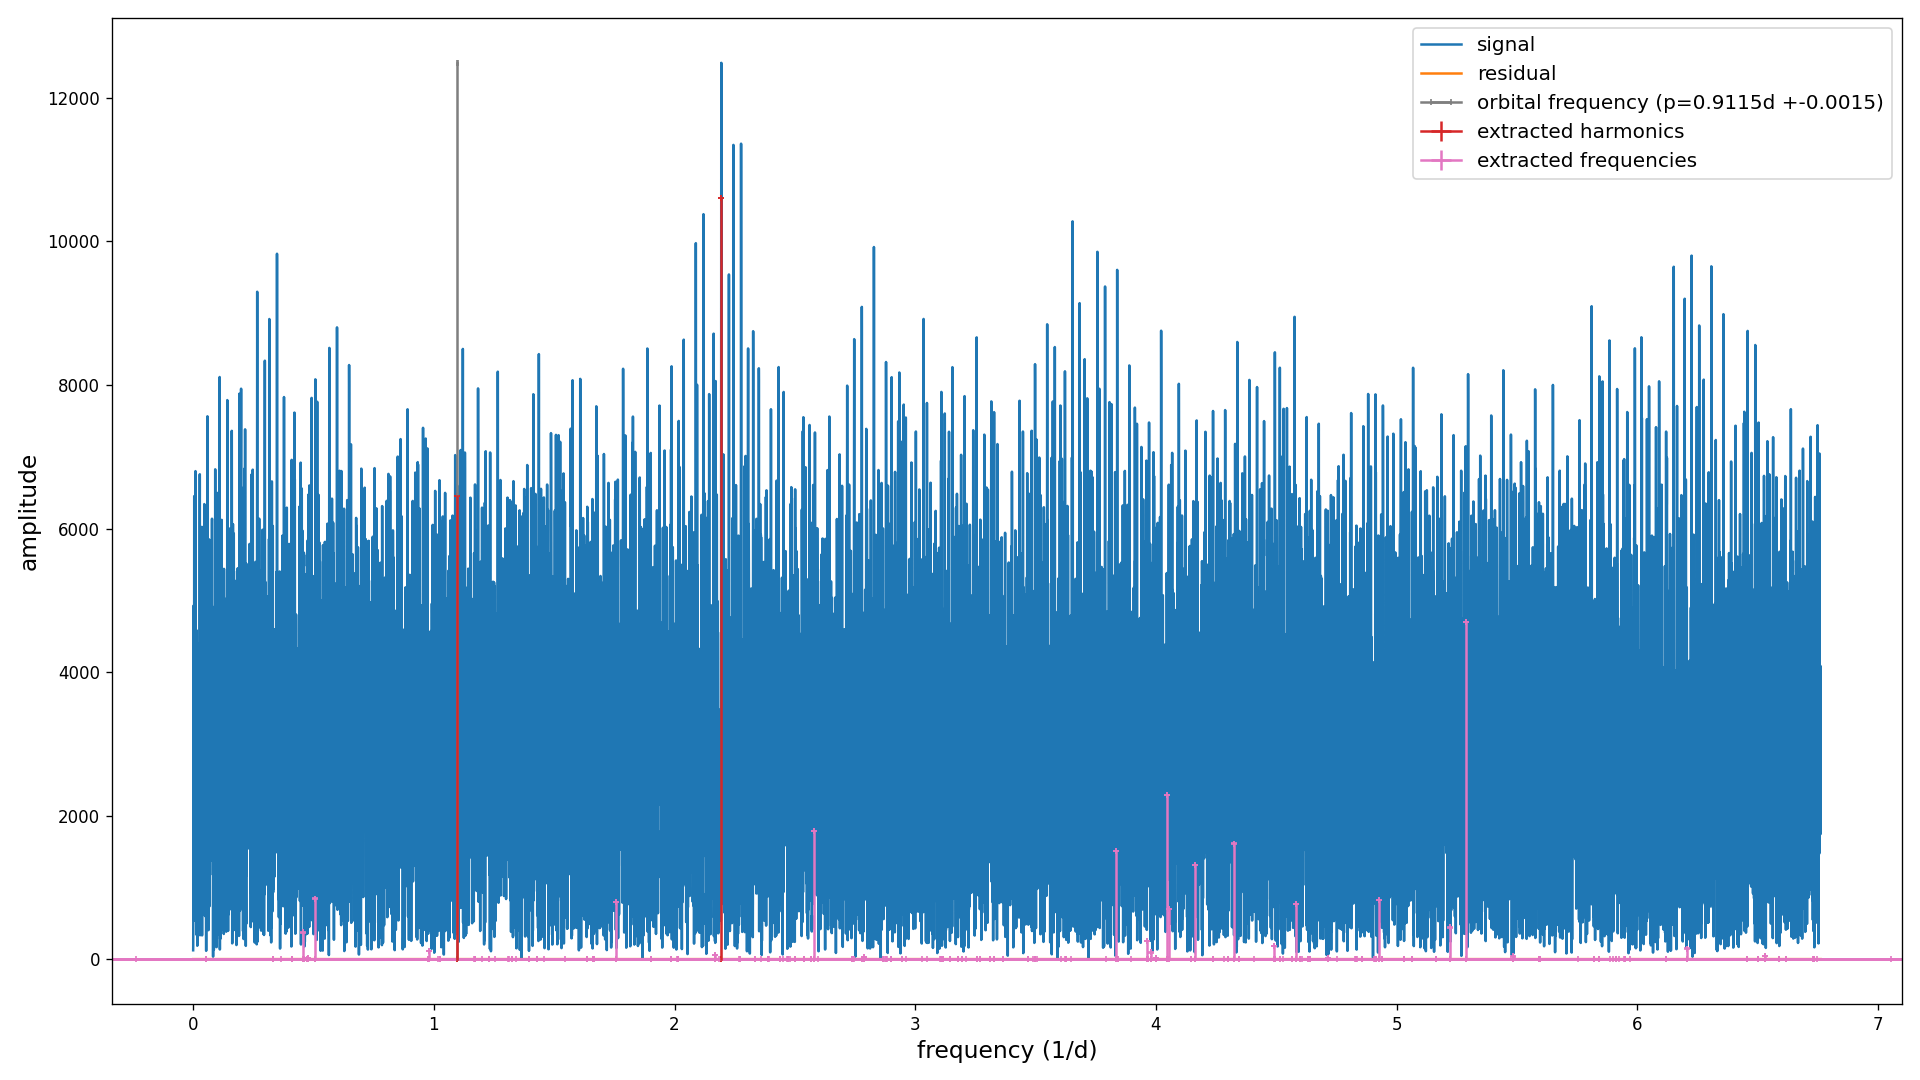 signal
residual
orbital frequency (p=0.9115d +-0.0015)
extracted harmonics
extracted frequencies
amplitude
12000
10000
8000
6000
4000
2000
0
0 1 2 3 4 5 6 7
frequency (1/d)